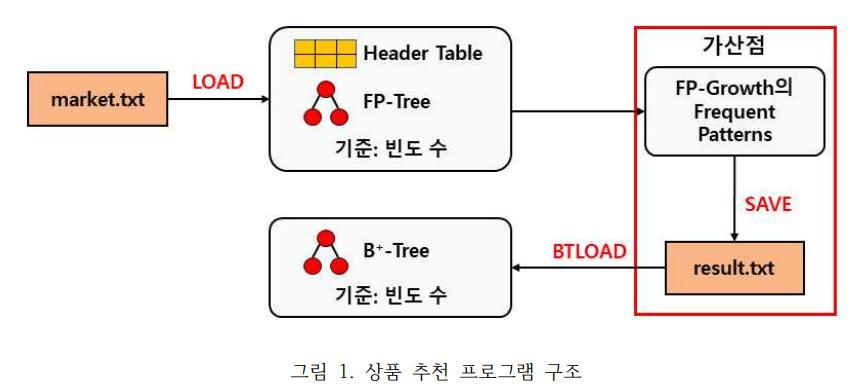 market.txt
LOAD
Header Table
FP-Tree
기준: 빈도 수
가산점
FP-Growth의
Frequent
Patterns
SAVE
result.txt
BTLOAD
B⁺-Tree
기준: 빈도 수
그림 1. 상품 추천 프로그램 구조